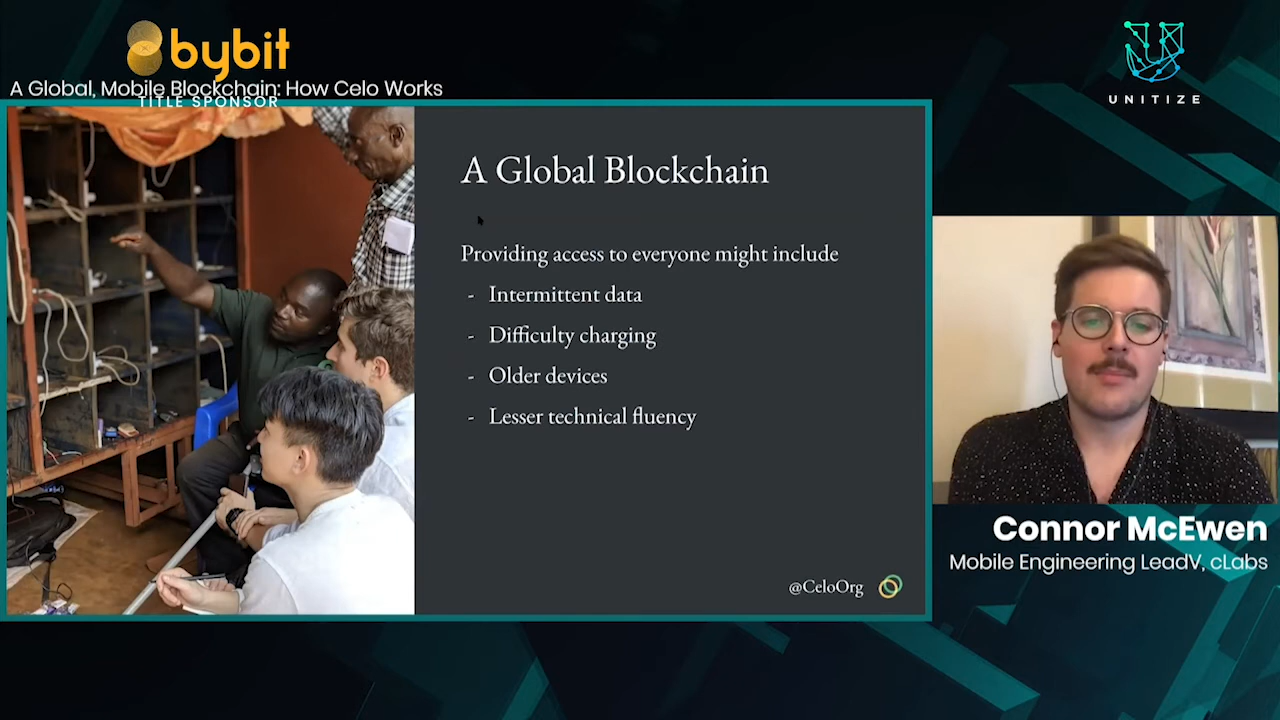 bybit
A Global, Mobile Blockchain: How Celo Works
TITLE SPONSOR
UNITIZE
A Global Blockchain
Providing access to everyone might include
- Intermittent data
- Difficulty charging
- Older devices
- Lesser technical fluency
@CeloOrg
Connor McEwen
Mobile Engineering LeadV, cLabs